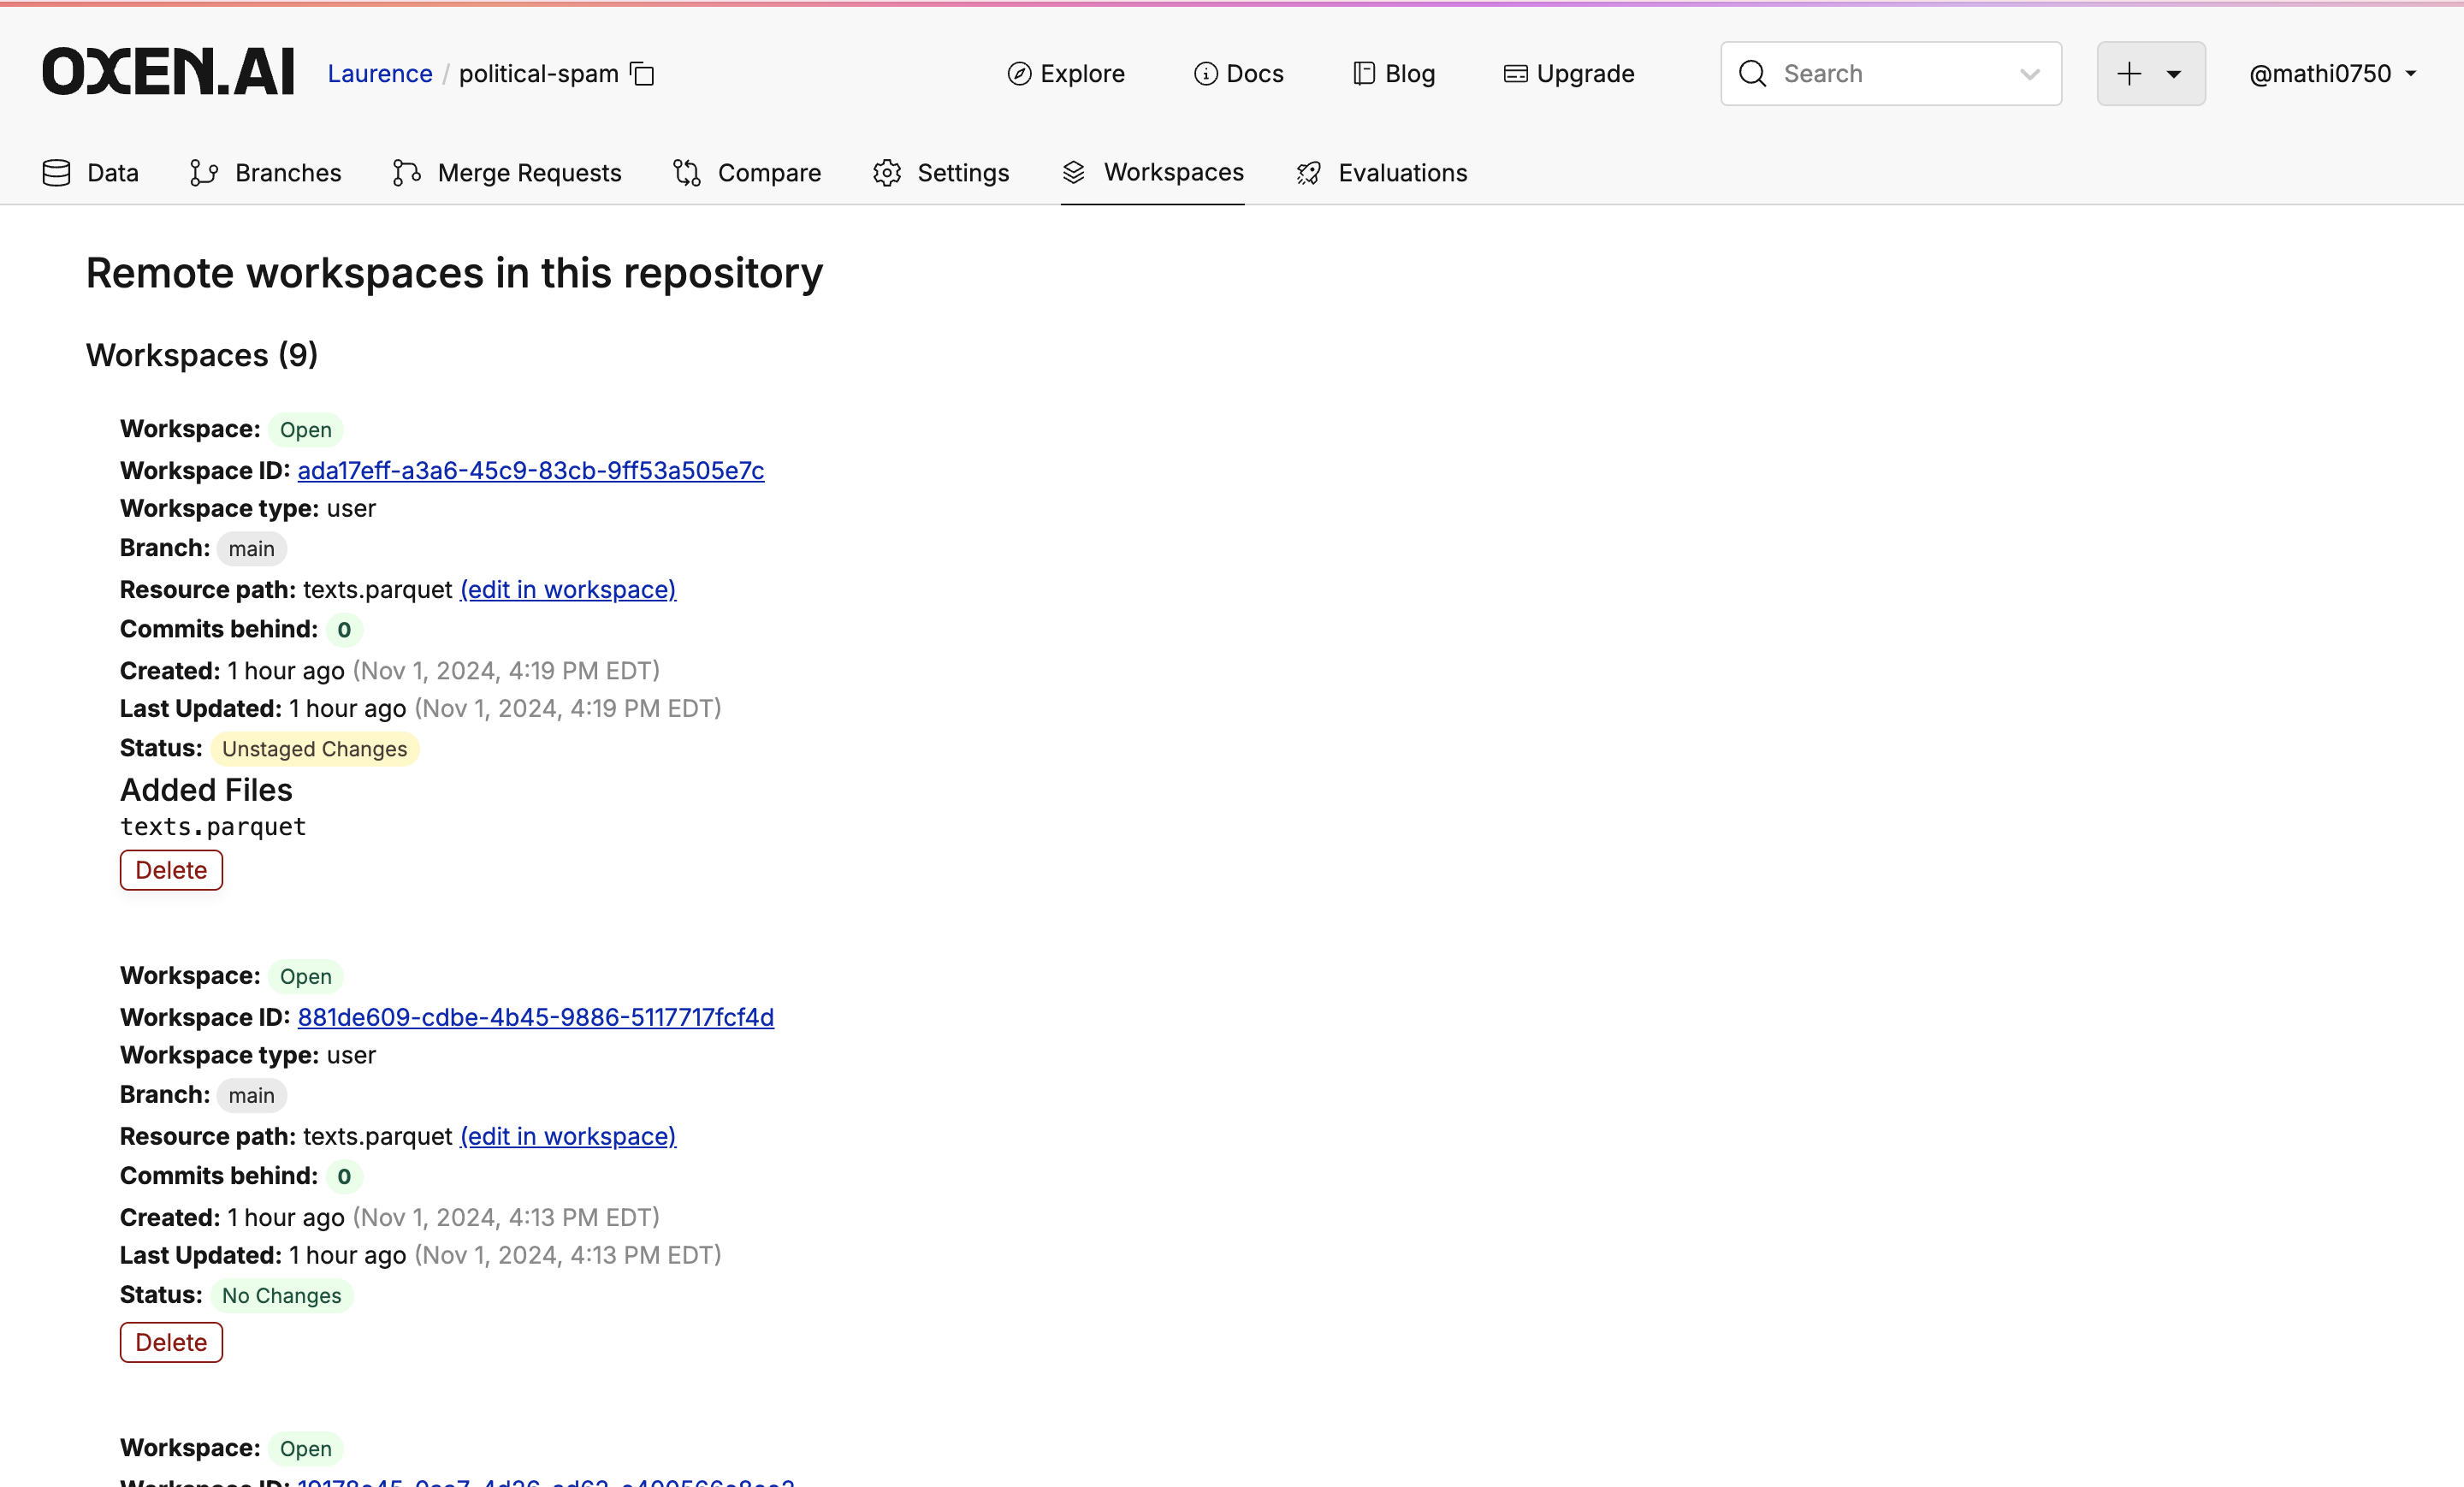 OXEN.AI Laurence / political-spam Explore Docs Blog Upgrade Search @mathi0750
Data Branches Merge Requests Compare Settings Workspaces Evaluations
Remote workspaces in this repository
Workspaces (9)
Workspace: Open
Workspace ID: ada17eff-a3a6-45c9-83cb-9ff53a505e7c
Workspace type: user
Branch: main
Resource path: texts.parquet (edit in workspace)
Commits behind: 0
Created: 1 hour ago (Nov 1, 2024, 4:19 PM EDT)
Last Updated: 1 hour ago (Nov 1, 2024, 4:19 PM EDT)
Status: Unstaged Changes
Added Files
texts.parquet
Delete
Workspace: Open
Workspace ID: 881de609-cdbe-4b45-9886-5117717fcf4d
Workspace type: user
Branch: main
Resource path: texts.parquet (edit in workspace)
Commits behind: 0
Created: 1 hour ago (Nov 1, 2024, 4:13 PM EDT)
Last Updated: 1 hour ago (Nov 1, 2024, 4:13 PM EDT)
Status: No Changes
Delete
Workspace: Open
Workspace ID: